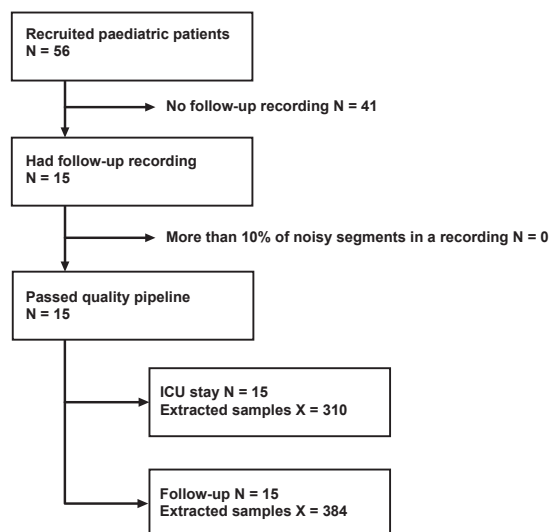 Recruited paediatric patients
N = 56
No follow-up recording N = 41
Had follow-up recording
N = 15
More than 10% of noisy segments in a recording N = 0
Passed quality pipeline
N = 15
ICU stay N = 15
Extracted samples X = 310
Follow-up N = 15
Extracted samples X = 384